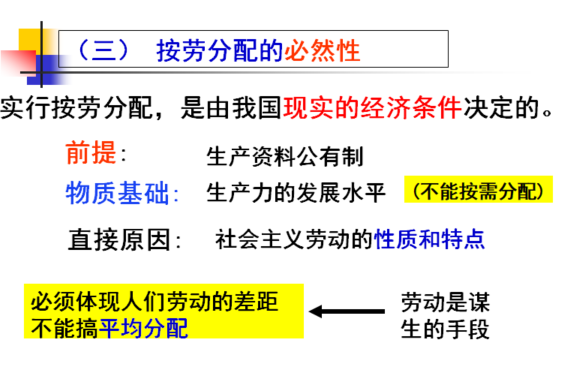 （三） 按劳分配的必然性
实行按劳分配，是由我国现实的经济条件决定的。
前提： 生产资料公有制
物质基础： 生产力的发展水平 （不能按需分配）
直接原因： 社会主义劳动的性质和特点
必须体现人们劳动的差距
不能搞平均分配
劳动是谋
生的手段